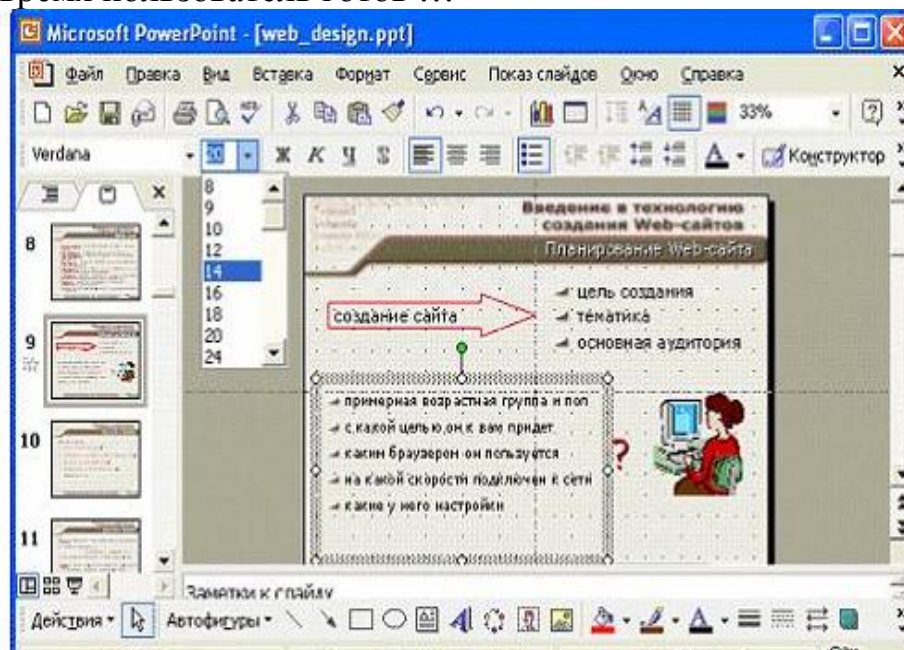 время пользователь готов …
Microsoft PowerPoint - [web_design.ppt]
Файл Правка Вид Вставка Формат Сервис Показ слайдов Окно Справка
33%
Verdana Ж К Ч S Конструктор
8
9
10
12
14
16
18
20
24
8
9
10
11
Введение в технологию
создания Web-сайтов
Планирование Web-сайта
создание сайта
цель создания
тематика
основная аудитория
примерная возрастная группа и пол
с какой целью он к вам придет
каким браузером он пользуется
на какой скорости подключен к сети
какие у него настройки
?
Заметки к слайду
Действия Автофигуры